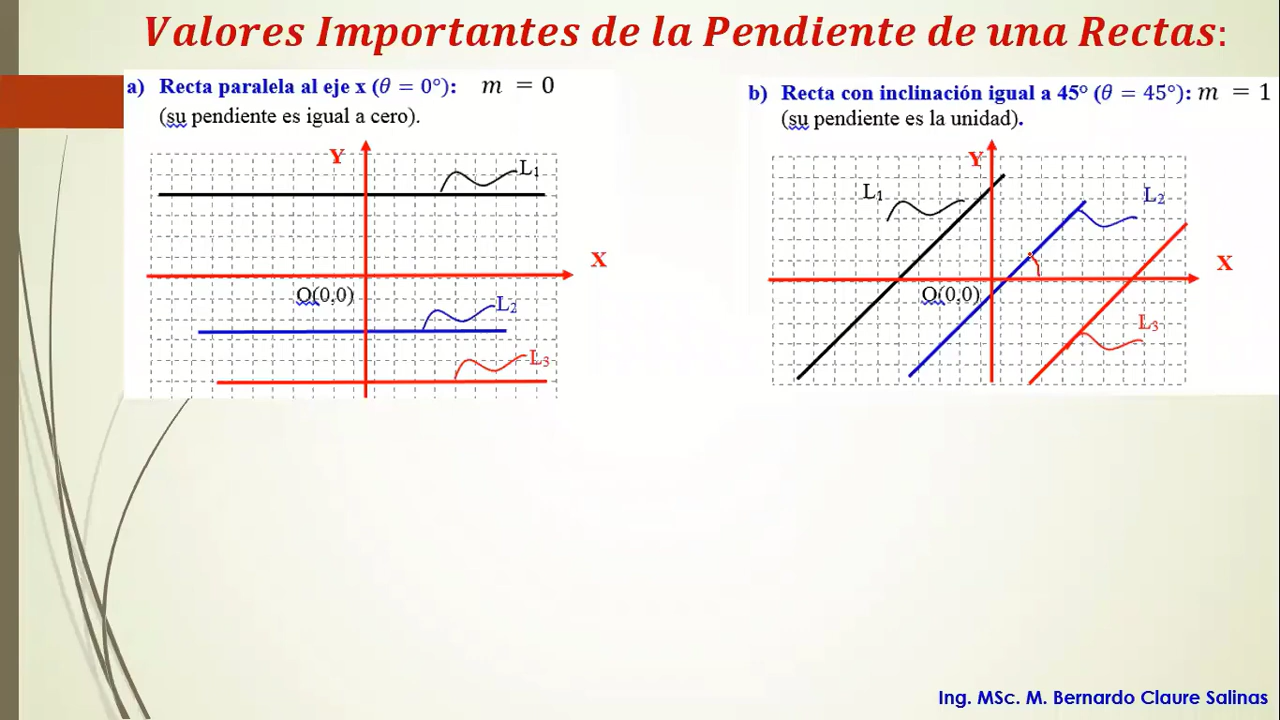 Valores Importantes de la Pendiente de una Rectas:
a) Recta paralela al eje x (θ = 0°): m = 0
(su pendiente es igual a cero).
Y
L₁
X
O(0,0)
L₂
L₃
b) Recta con inclinación igual a 45° (θ = 45°): m = 1
(su pendiente es la unidad).
Y
L₁
L₂
X
O(0,0)
L₃
Ing. MSc. M. Bernardo Claure Salinas